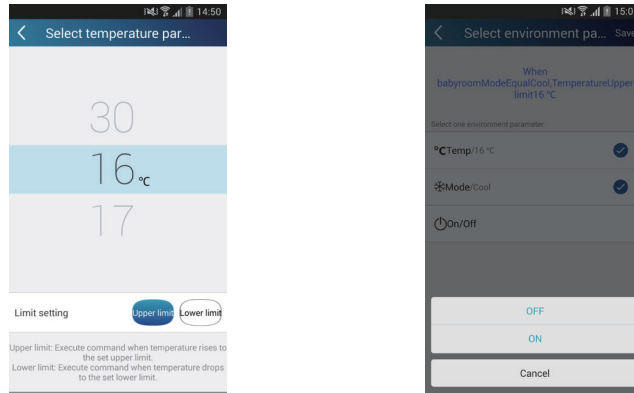 14:50
Select temperature par...
30
16 °C
17
Limit setting
Upper limit
Lower limit
Upper limit: Execute command when temperature rises to
the set upper limit.
Lower limit: Execute command when temperature drops
to the set lower limit.
15:0
Select environment pa... Save
When
babyroomModeEqualCool,TemperatureUpper
limit16 °C
Select one environment parameter
°CTemp/16 °C
Mode/Cool
On/Off
OFF
ON
Cancel